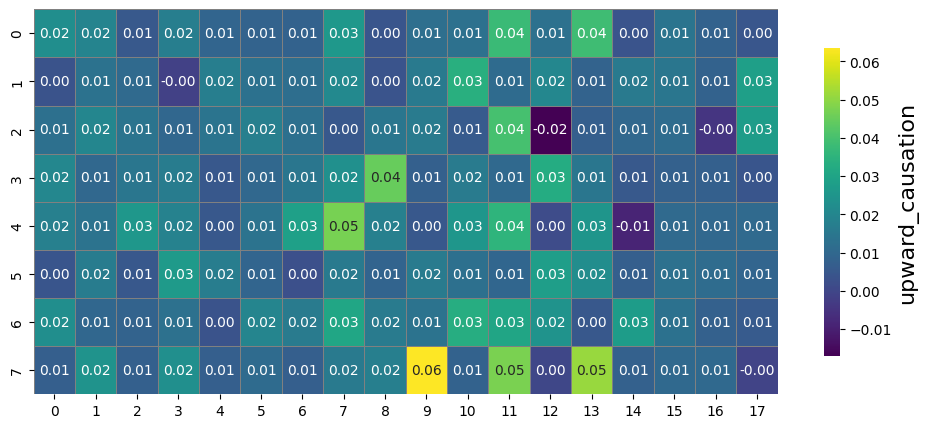 0 0.02 0.02 0.01 0.02 0.01 0.01 0.01 0.03 0.00 0.01 0.01 0.04 0.01 0.04 0.00 0.01 0.01 0.00
1 0.00 0.01 0.01 -0.00 0.02 0.01 0.01 0.02 0.00 0.02 0.03 0.01 0.02 0.01 0.02 0.01 0.01 0.03
2 0.01 0.02 0.01 0.01 0.01 0.01 0.02 0.00 0.01 0.02 0.01 0.04 -0.02 0.01 0.01 0.01 -0.00 0.03
3 0.02 0.01 0.01 0.02 0.01 0.01 0.01 0.02 0.04 0.01 0.02 0.01 0.03 0.01 0.01 0.01 0.01 0.00
4 0.02 0.01 0.03 0.02 0.00 0.01 0.03 0.05 0.02 0.00 0.03 0.04 0.00 0.03 -0.01 0.01 0.01 0.01
5 0.00 0.02 0.01 0.03 0.02 0.01 0.00 0.02 0.01 0.02 0.01 0.01 0.03 0.02 0.01 0.01 0.01 0.01
6 0.02 0.01 0.01 0.01 0.00 0.02 0.02 0.03 0.02 0.01 0.03 0.03 0.02 0.00 0.03 0.01 0.01 0.01
7 0.01 0.02 0.01 0.02 0.01 0.01 0.01 0.02 0.02 0.06 0.01 0.05 0.00 0.05 0.01 0.01 0.01 -0.00
0 1 2 3 4 5 6 7 8 9 10 11 12 13 14 15 16 17
0.06
0.05
0.04
0.03
0.02
0.01
0.00
−0.01
upward_causation